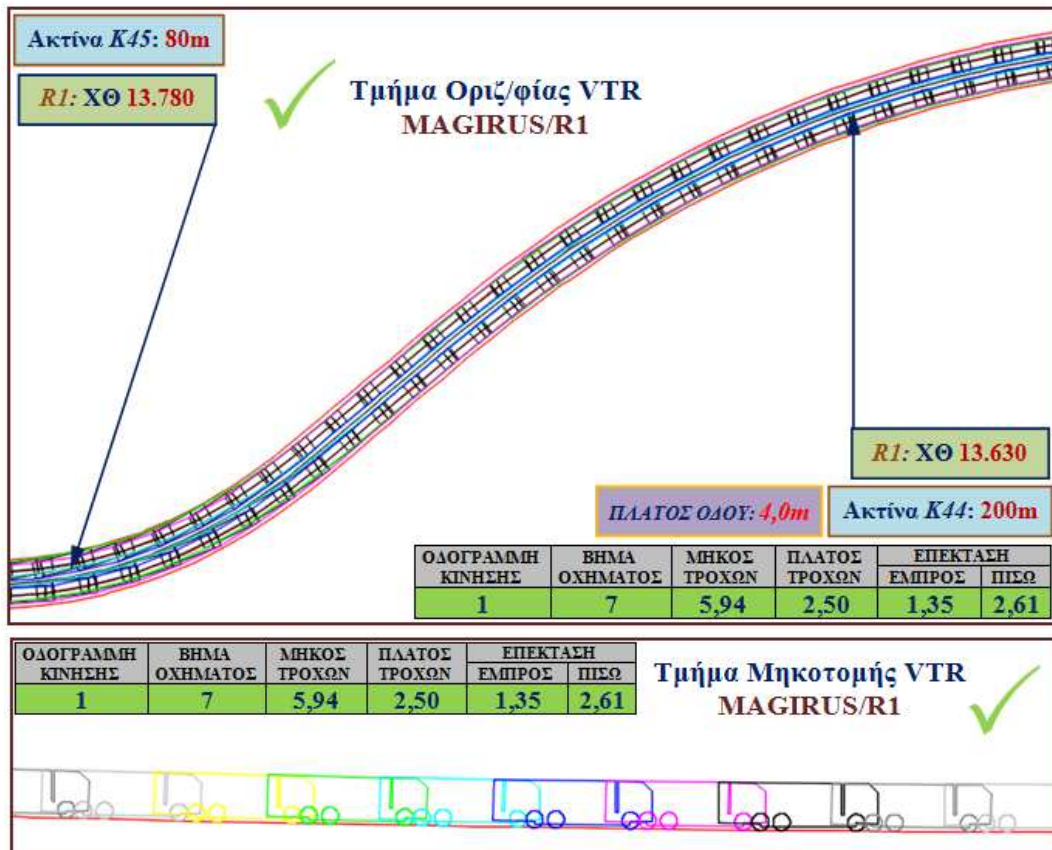 Ακτίνα K45: 80m
R1: ΧΘ 13.780
Τμήμα Οριζ/φίας VTR
MAGIRUS/R1
R1: ΧΘ 13.630
ΠΛΑΤΟΣ ΟΔΟΥ: 4,0m
Ακτίνα K44: 200m
ΟΔΟΓΡΑΜΜΗ ΒΗΜΑ ΜΗΚΟΣ ΠΛΑΤΟΣ ΕΠΕΚΤΑΣΗ
ΚΙΝΗΣΗΣ ΟΧΗΜΑΤΟΣ ΤΡΟΧΩΝ ΤΡΟΧΩΝ ΕΜΠΡΟΣ ΠΙΣΩ
1 7 5,94 2,50 1,35 2,61
ΟΔΟΓΡΑΜΜΗ ΒΗΜΑ ΜΗΚΟΣ ΠΛΑΤΟΣ ΕΠΕΚΤΑΣΗ
ΚΙΝΗΣΗΣ ΟΧΗΜΑΤΟΣ ΤΡΟΧΩΝ ΤΡΟΧΩΝ ΕΜΠΡΟΣ ΠΙΣΩ
1 7 5,94 2,50 1,35 2,61
Τμήμα Μηκοτομής VTR
MAGIRUS/R1